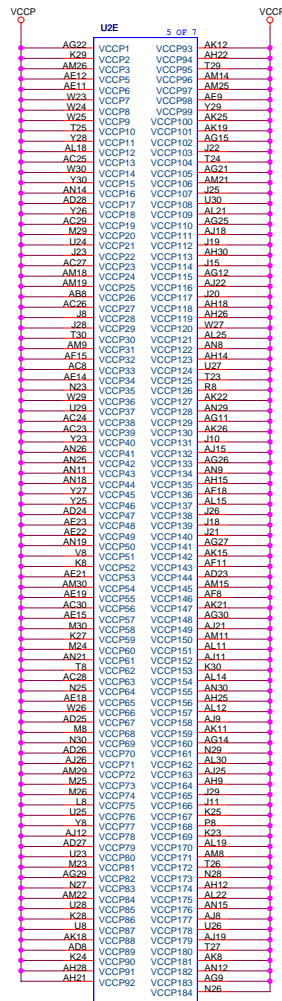 VCCP VCCP
U2E 5 OF 7
AG22 VCCP1 VCCP93 AK12
K29 VCCP2 VCCP94 AH22
AM26 VCCP3 VCCP95 T29
AE12 VCCP5 VCCP96 AM14
AE11 VCCP6 VCCP97 AM25
W23 VCCP7 VCCP98 AE9
W24 VCCP8 VCCP99 Y29
W25 VCCP9 VCCP100 AK25
T25 VCCP10 VCCP101 AK19
Y28 VCCP11 VCCP102 AG15
AL18 VCCP12 VCCP103 J22
AC25 VCCP13 VCCP104 T24
W30 VCCP14 VCCP105 AG21
Y30 VCCP15 VCCP106 AM21
AN14 VCCP16 VCCP107 J25
AD28 VCCP17 VCCP108 U30
Y26 VCCP18 VCCP109 AL21
AC29 VCCP19 VCCP110 AG25
M29 VCCP20 VCCP111 AJ18
U24 VCCP21 VCCP112 J19
J23 VCCP22 VCCP113 AH30
AC27 VCCP23 VCCP114 J15
AM18 VCCP24 VCCP115 AG12
AM19 VCCP25 VCCP116 AJ22
AB8 VCCP26 VCCP117 J20
AC26 VCCP27 VCCP118 AH18
J8 VCCP28 VCCP119 AH26
J28 VCCP29 VCCP120 W27
T30 VCCP30 VCCP121 AL25
AM9 VCCP31 VCCP122 AN8
AF15 VCCP32 VCCP123 AH14
AC8 VCCP33 VCCP124 U27
AE14 VCCP34 VCCP125 T23
N23 VCCP35 VCCP126 R8
W29 VCCP36 VCCP127 AK22
U29 VCCP37 VCCP128 AN29
AC24 VCCP38 VCCP129 AG11
AC23 VCCP39 VCCP130 AK26
Y23 VCCP40 VCCP131 J10
AN26 VCCP41 VCCP132 AJ15
AN25 VCCP42 VCCP133 AG26
AN11 VCCP43 VCCP134 AN9
AN18 VCCP44 VCCP135 AH15
Y27 VCCP45 VCCP136 AF18
Y25 VCCP46 VCCP137 AL15
AD24 VCCP47 VCCP138 J26
AE23 VCCP48 VCCP139 J18
AE22 VCCP49 VCCP140 J21
AN19 VCCP50 VCCP141 AG27
V8 VCCP51 VCCP142 AK15
K8 VCCP52 VCCP143 AF11
AE21 VCCP53 VCCP144 AD23
AM30 VCCP54 VCCP145 AM15
AE19 VCCP55 VCCP146 AF8
AC30 VCCP56 VCCP147 AK21
AE15 VCCP57 VCCP148 AG30
M30 VCCP58 VCCP149 AJ21
K27 VCCP59 VCCP150 AM11
M24 VCCP60 VCCP151 AL11
AN21 VCCP61 VCCP152 AJ11
T8 VCCP62 VCCP153 K30
AC28 VCCP63 VCCP154 AL14
N25 VCCP64 VCCP155 AN30
AE18 VCCP65 VCCP156 AH25
W26 VCCP66 VCCP157 AL12
AD25 VCCP67 VCCP158 AJ9
M8 VCCP68 VCCP159 AK11
N30 VCCP69 VCCP160 AG14
AD26 VCCP70 VCCP161 N29
AJ26 VCCP71 VCCP162 AL30
AM29 VCCP72 VCCP163 AJ25
M25 VCCP73 VCCP164 AH9
M26 VCCP74 VCCP165 J29
L8 VCCP75 VCCP166 J11
U25 VCCP76 VCCP167 K25
Y8 VCCP77 VCCP168 P8
AJ12 VCCP78 VCCP169 K23
AD27 VCCP79 VCCP170 AL19
U23 VCCP80 VCCP171 AM8
M23 VCCP81 VCCP172 T26
AG29 VCCP82 VCCP173 N28
N27 VCCP83 VCCP174 AH12
AM22 VCCP84 VCCP175 AL22
U28 VCCP85 VCCP176 AN15
K28 VCCP86 VCCP177 AJ8
U8 VCCP87 VCCP178 U26
AK18 VCCP88 VCCP179 AJ19
AD8 VCCP89 VCCP180 T27
K24 VCCP90 VCCP181 AK8
AH28 VCCP91 VCCP182 AN12
AH21 VCCP92 VCCP183 AG9
VCCP184 N26